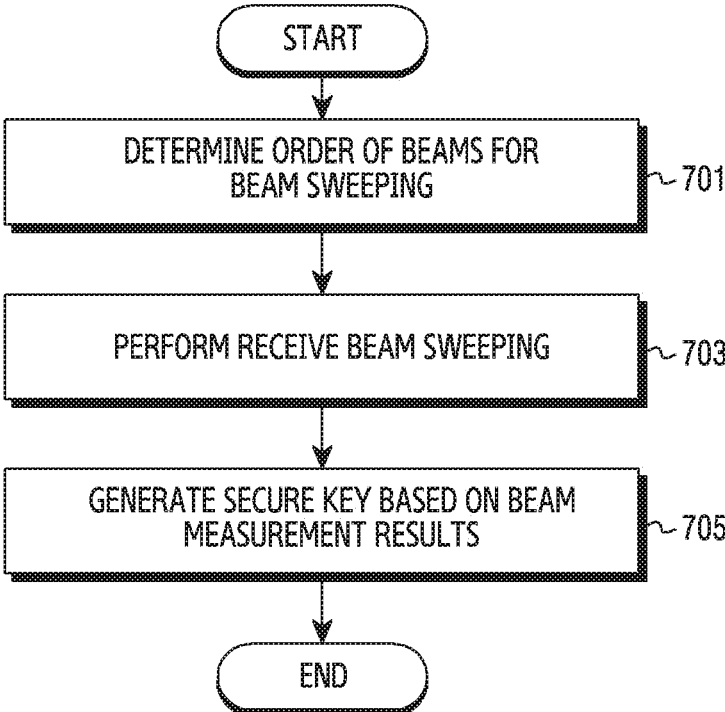 START
DETERMINE ORDER OF BEAMS FOR
BEAM SWEEPING
701
PERFORM RECEIVE BEAM SWEEPING
703
GENERATE SECURE KEY BASED ON BEAM
MEASUREMENT RESULTS
705
END